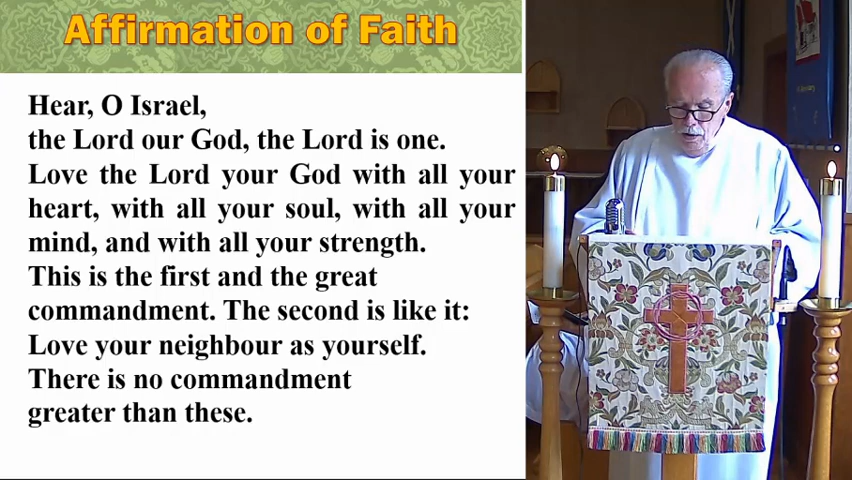 Affirmation of Faith
Hear, O Israel,
the Lord our God, the Lord is one.
Love the Lord your God with all your
heart, with all your soul, with all your
mind, and with all your strength.
This is the first and the great
commandment. The second is like it:
Love your neighbour as yourself.
There is no commandment
greater than these.